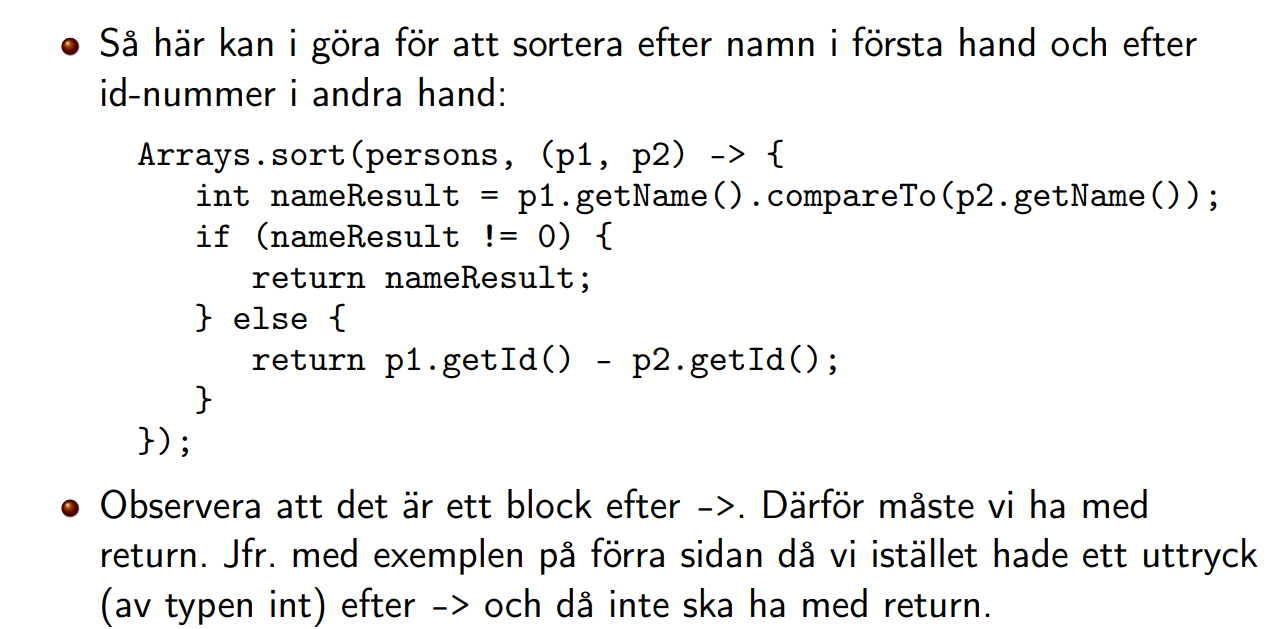 Så här kan i göra för att sortera efter namn i första hand och efter
id-nummer i andra hand:
Arrays.sort(persons, (p1, p2) -> {
int nameResult = p1.getName().compareTo(p2.getName());
if (nameResult != 0) {
return nameResult;
} else {
return p1.getId() - p2.getId();
}
});
Observera att det är ett block efter ->. Därför måste vi ha med
return. Jfr. med exemplen på förra sidan då vi istället hade ett uttryck
(av typen int) efter -> och då inte ska ha med return.